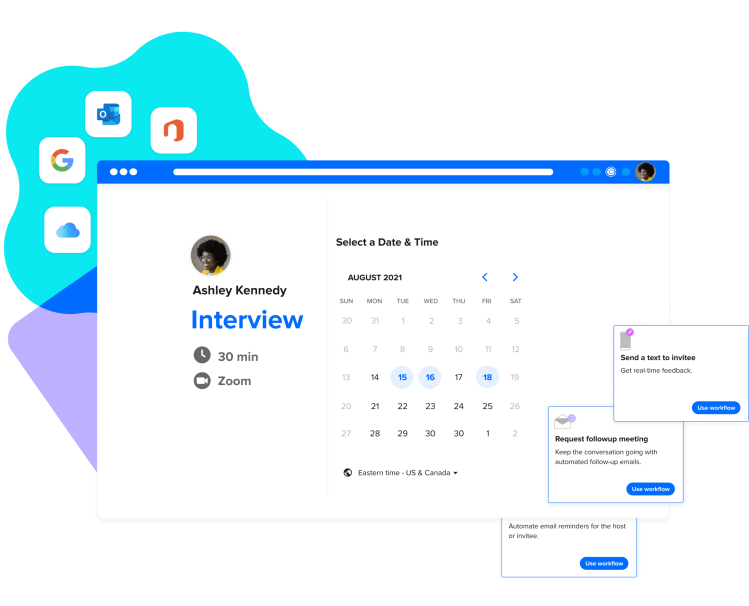 Select a Date & Time
Ashley Kennedy
Interview
30 min
Zoom
AUGUST 2021
SUN MON TUE WED THU FRI SAT
30 31 1 2 3 4 5
6 7 8 9 10 11 12
13 14 15 16 17 18 19
20 21 22 23 24 25 26
27 28 29 30 30 1 2
Eastern time - US & Canada
Send a text to invitee
Get real-time feedback.
Use workflow
Request followup meeting
Keep the conversation going with
automated follow-up emails.
Use workflow
Automate email reminders for the host
or invitee.
Use workflow